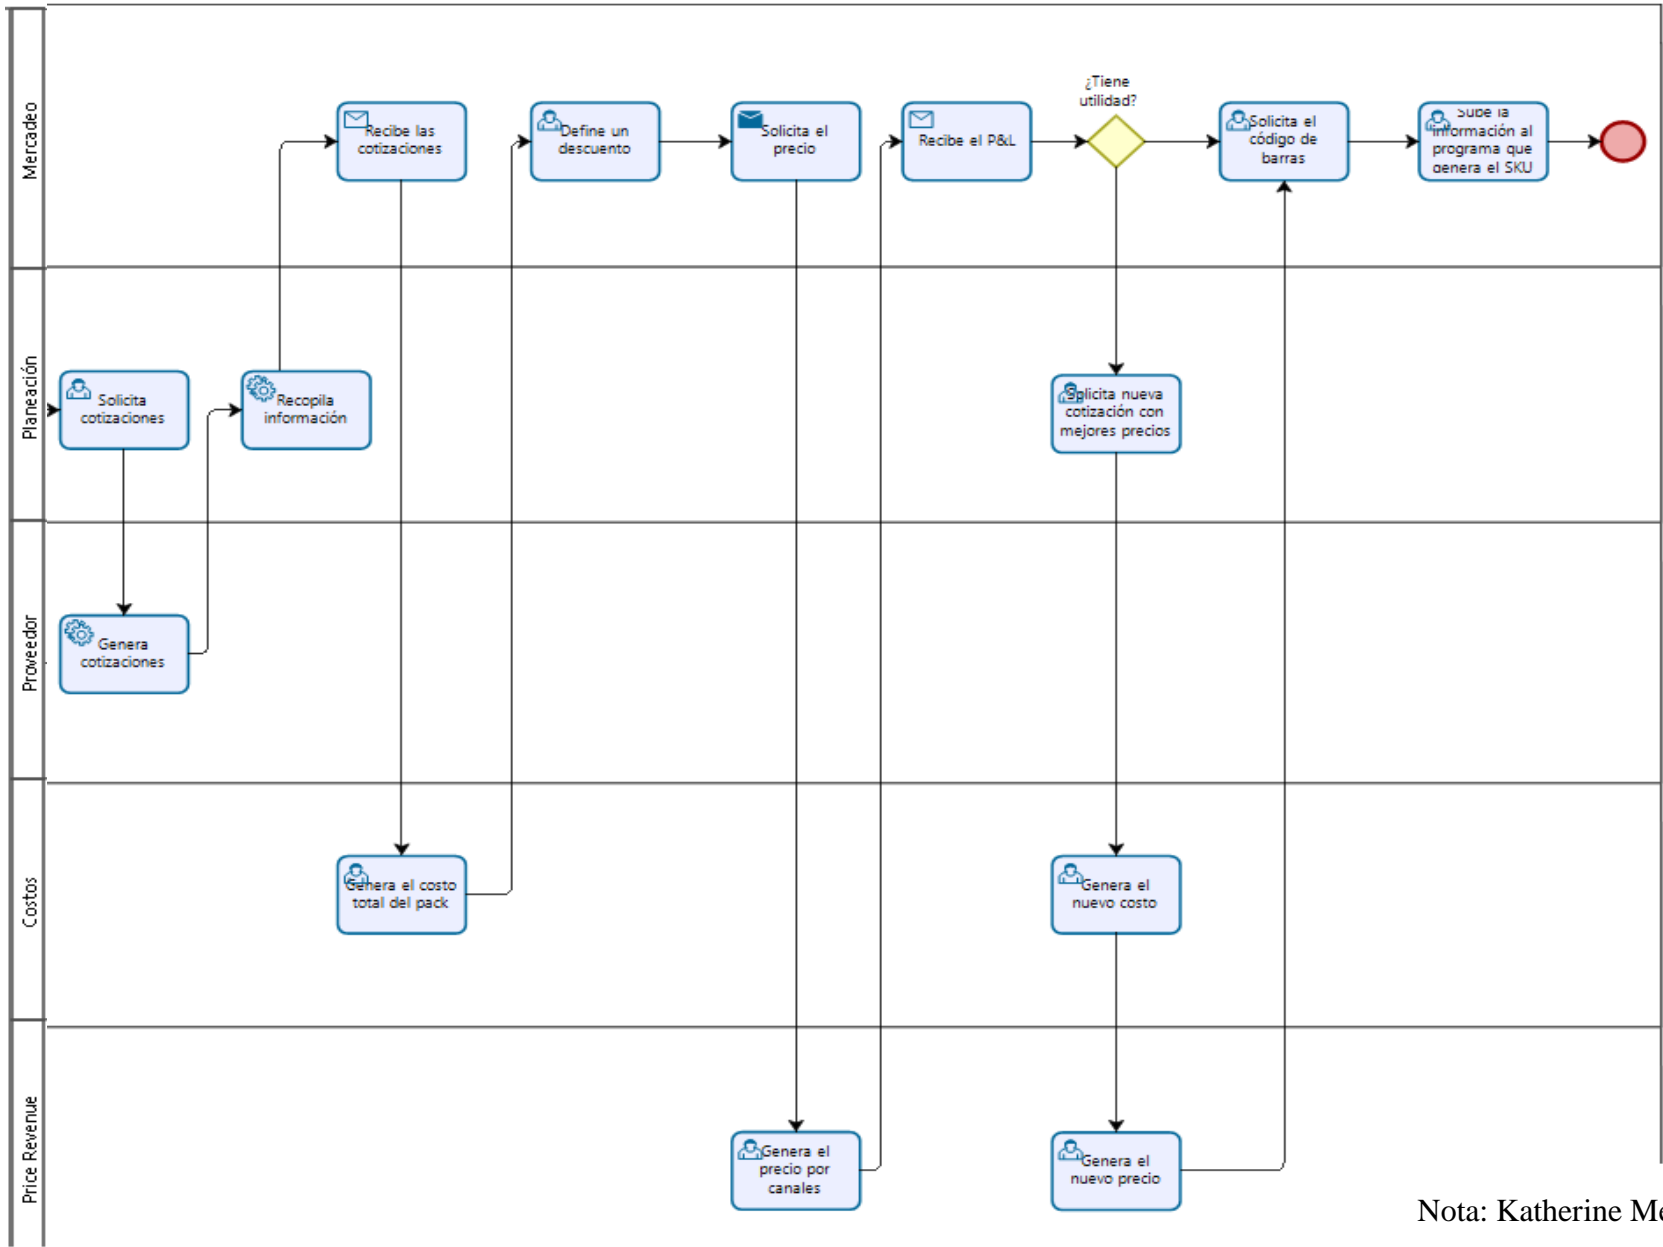 Mercadeo
Recibe las
cotizaciones
Define un
descuento
Solicita el
precio
Recibe el P&L
¿Tiene
utilidad?
Solicita el
código de
barras
Sube la
información al
programa que
genera el SKU
Planeación
Solicita
cotizaciones
Recopila
información
Solicita nueva
cotización con
mejores precios
Proveedor
Genera
cotizaciones
Costos
Genera el costo
total del pack
Genera el
nuevo costo
Price Revenue
Genera el
precio por
canales
Genera el
nuevo precio
Nota: Katherine